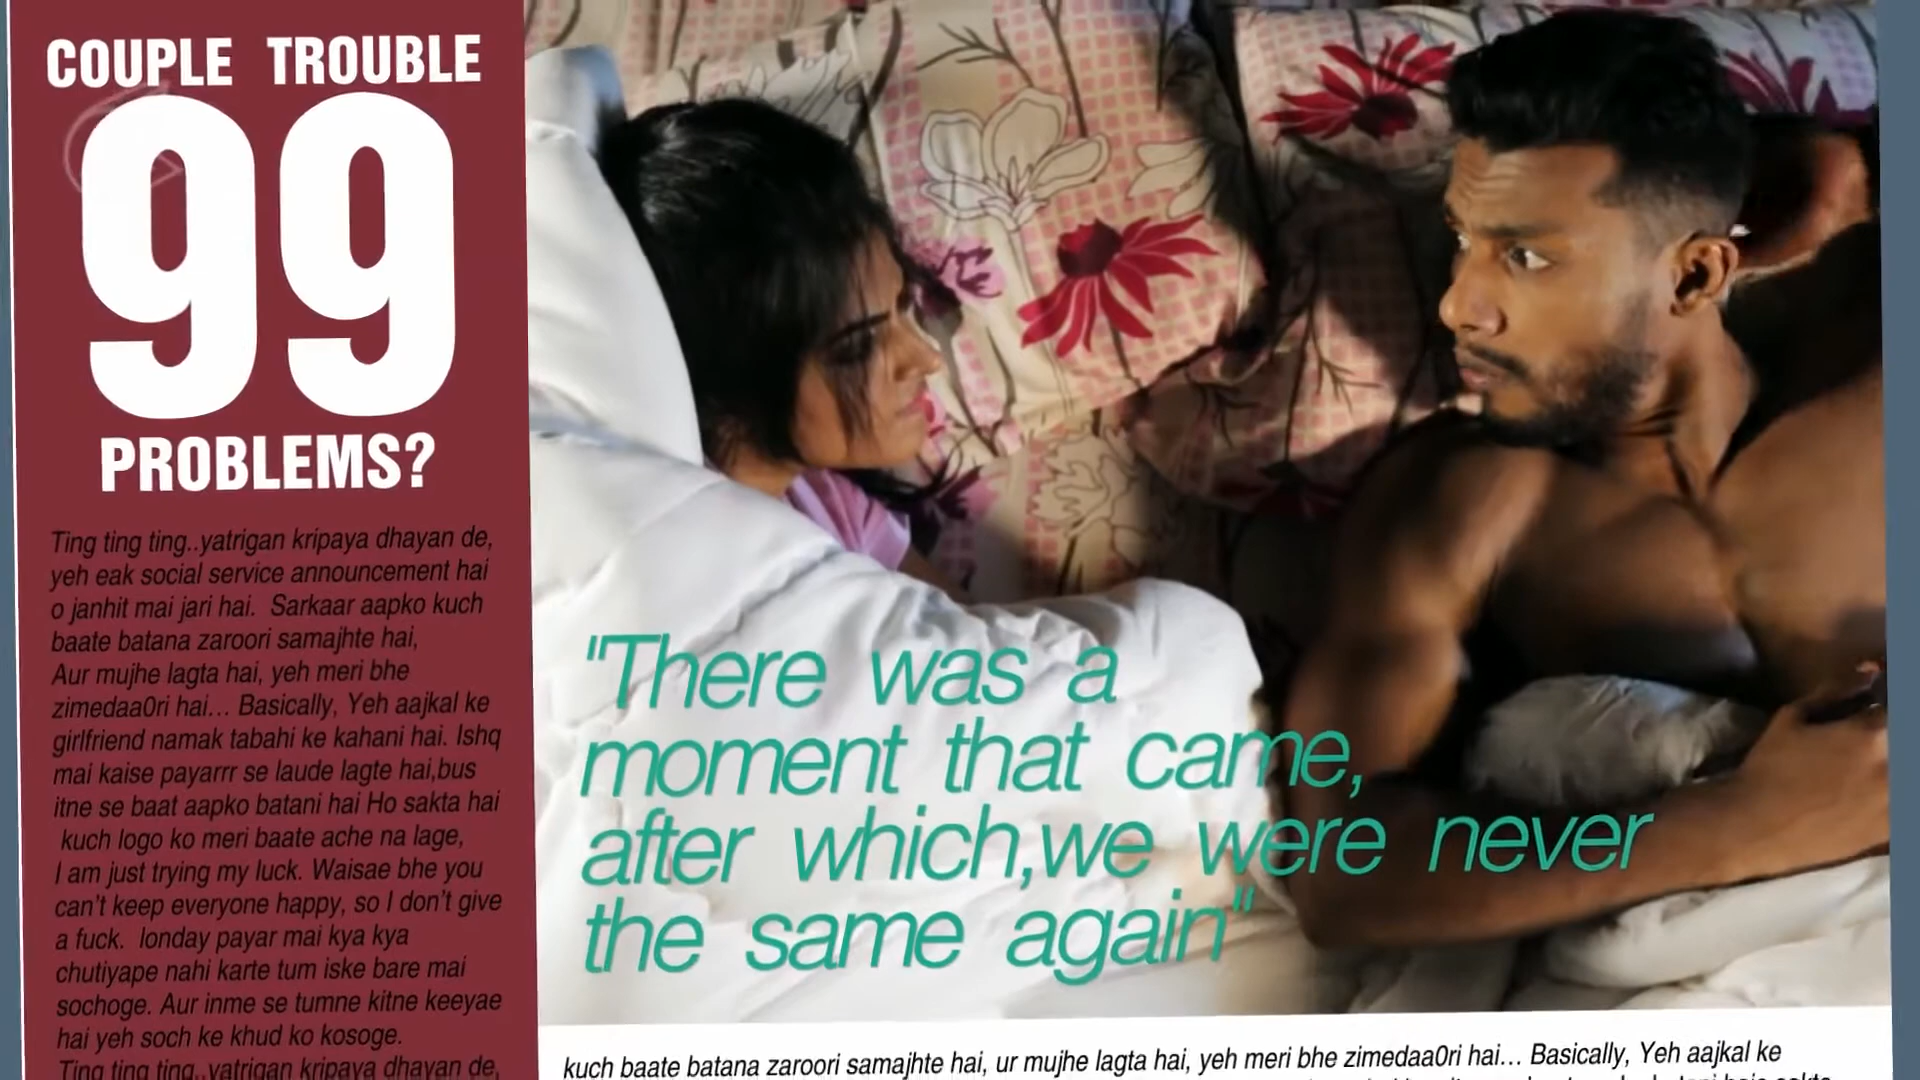 COUPLE TROUBLE
99
PROBLEMS?
Ting ting ting..yatrigan kripaya dhayan de,
yeh eak social service announcement hai
o janhit mai jari hai. Sarkaar aapko kuch
baate batana zaroori samajhte hai,
Aur mujhe lagta hai, yeh meri bhe
zimedaa0ri hai... Basically, Yeh aajkal ke
girlfriend namak tabahi ke kahani hai. Ishq
mai kaise payarrr se laude lagte hai,bus
itne se baat aapko batani hai Ho sakta hai
kuch logo ko meri baate ache na lage,
I am just trying my luck. Waisae bhe you
can't keep everyone happy, so I don't give
a fuck. londay payar mai kya kya
chutiyape nahi karte tum iske bare mai
sochoge. Aur inme se tumne kitne keeyae
hai yeh soch ke khud ko kosoge.
Ting ting ting..yatrigan kripaya dhayan de,
"There was a
moment that came,
after which,we were never
the same again"
kuch baate batana zaroori samajhte hai, ur mujhe lagta hai, yeh meri bhe zimedaa0ri hai... Basically, Yeh aajkal ke